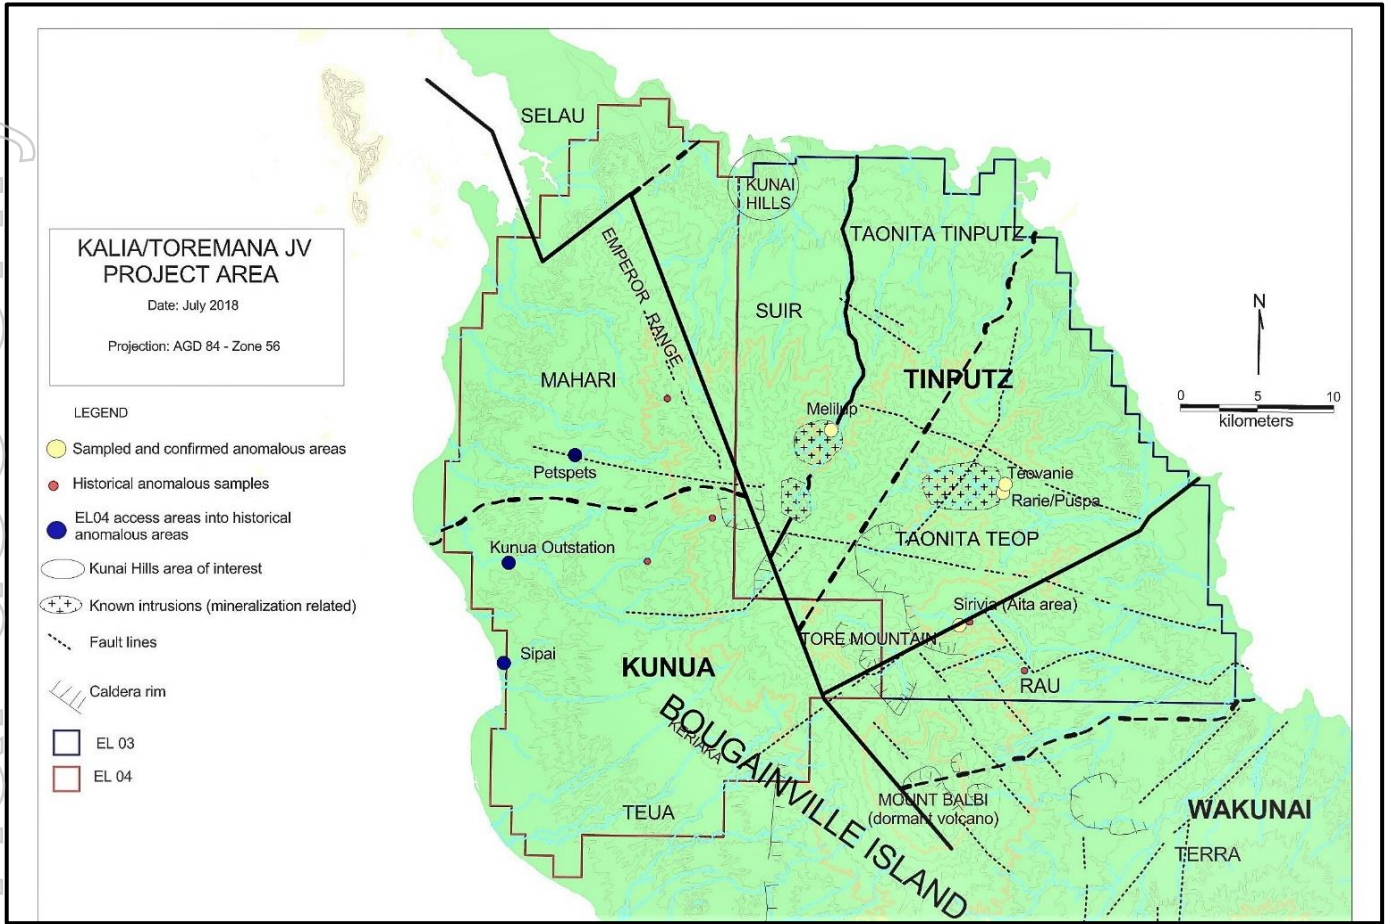 KALIA/TOREMANA JV
PROJECT AREA
Date: July 2018
Projection: AGD 84 - Zone 56
LEGEND
Sampled and confirmed anomalous areas
Historical anomalous samples
EL04 access areas into historical
anomalous areas
Kunai Hills area of interest
Known intrusions (mineralization related)
Fault lines
Caldera rim
EL 03
EL 04
SELAU
KUNAI
HILLS
TAONITA TINPUTZ
EMPEROR RANGE
SUIR
MAHARI
TINPUTZ
N
0 5 10
kilometers
Melilup
Petspets
Teovanie
Rarie/Puspa
TAONITA TEOP
Kunua Outstation
Sirivia (Aita area)
TORE MOUNTAIN
Sipai
KUNUA
RAU
BOUGAINVILLE ISLAND
KERIAKA
TEUA
MOUNT BALBI
(dormant volcano)
WAKUNAI
TERRA